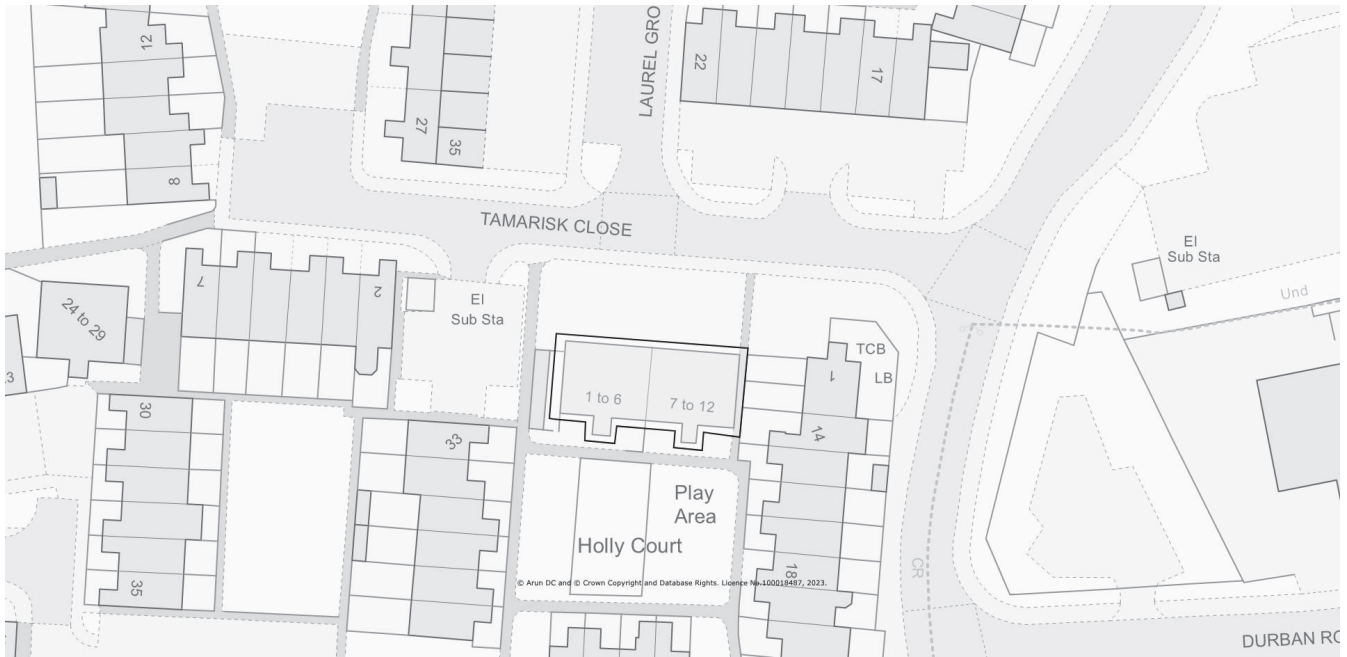 12
8
27
35
LAUREL GRO
22
17
TAMARISK CLOSE
El
Sub Sta
Und
24 to 29
3
7
2
El
Sub Sta
1 to 6
7 to 12
1
TCB
LB
14
30
33
35
Play
Area
Holly Court
© Arun DC and © Crown Copyright and Database Rights. Licence No.100018487, 2023.
18
CR
DURBAN RO